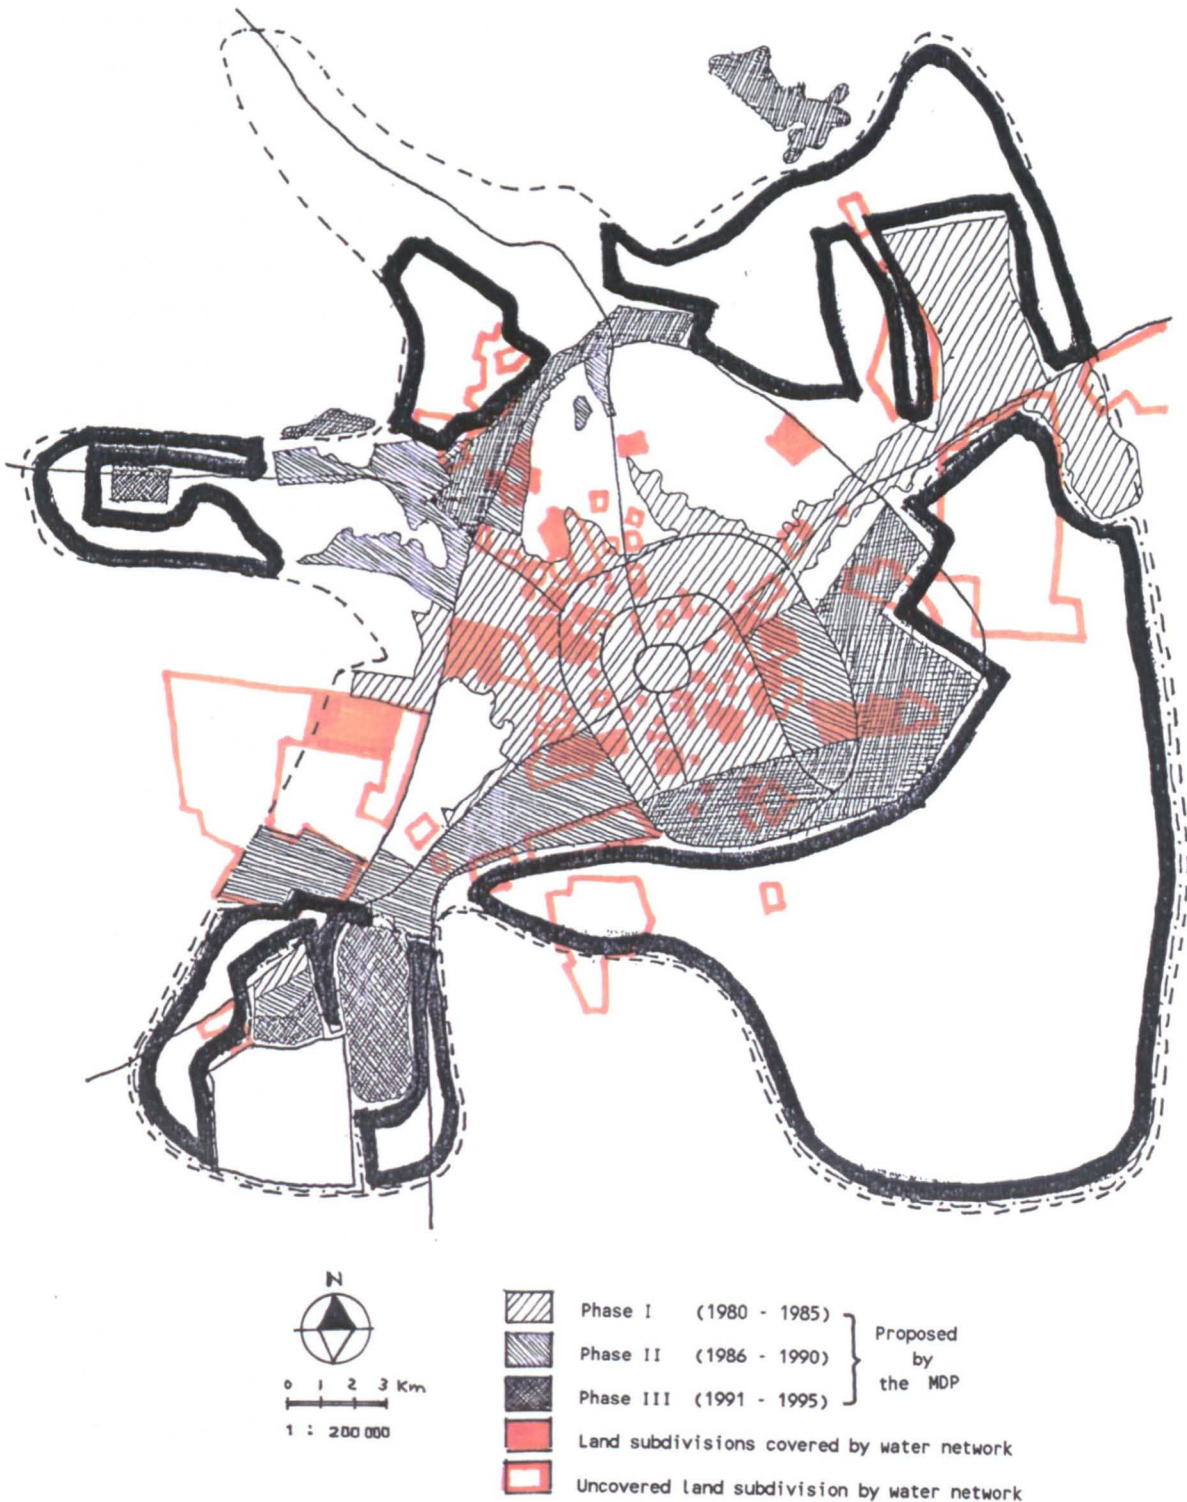 N
0 1 2 3 Km
1 : 200 000
Phase I (1980 - 1985)
Phase II (1986 - 1990)
Phase III (1991 - 1995)
Proposed
by
the MDP
Land subdivisions covered by water network
Uncovered land subdivision by water network